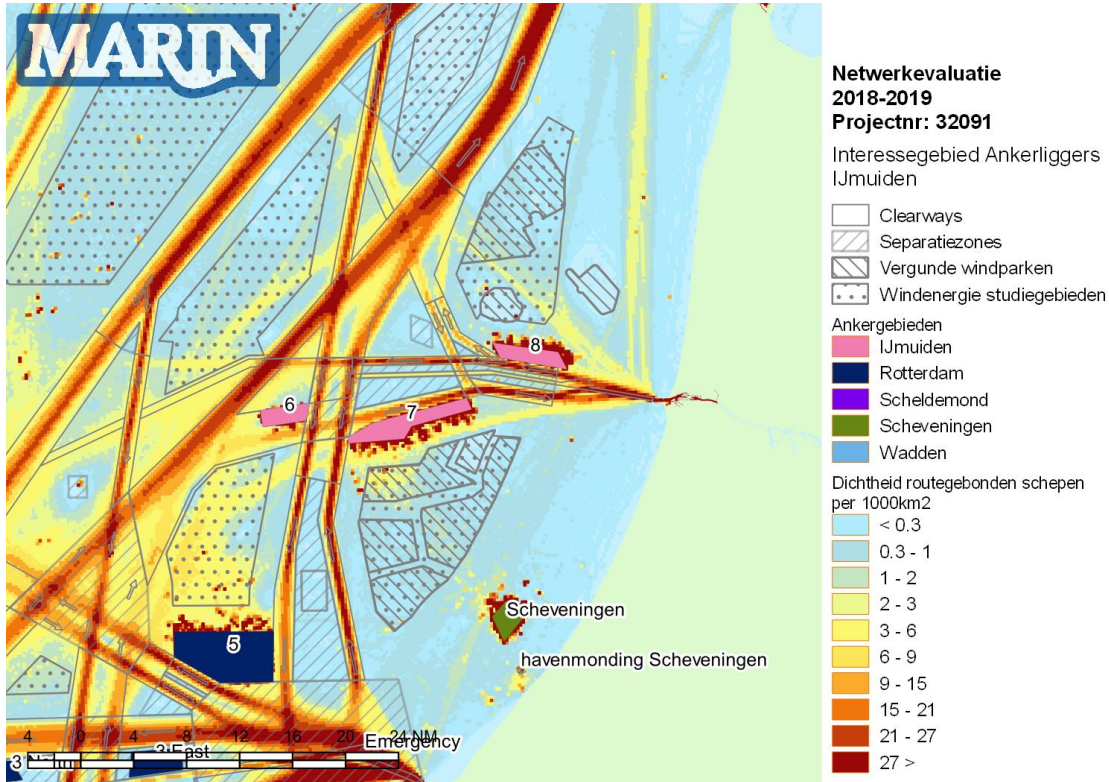 MARIN
8
6
7
Scheveningen
5
havenmonding Scheveningen
4 0 4 8 12 16 20 24 NM
Emergency
3 East
3
Netwerkevaluatie
2018-2019
Projectnr: 32091
Interessegebied Ankerliggers
IJmuiden
Clearways
Separatiezones
Vergunde windparken
Windenergie studiegebieden
Ankergebieden
IJmuiden
Rotterdam
Scheldemond
Scheveningen
Wadden
Dichtheid routegebonden schepen
per 1000km2
< 0.3
0.3 - 1
1 - 2
2 - 3
3 - 6
6 - 9
9 - 15
15 - 21
21 - 27
27 >